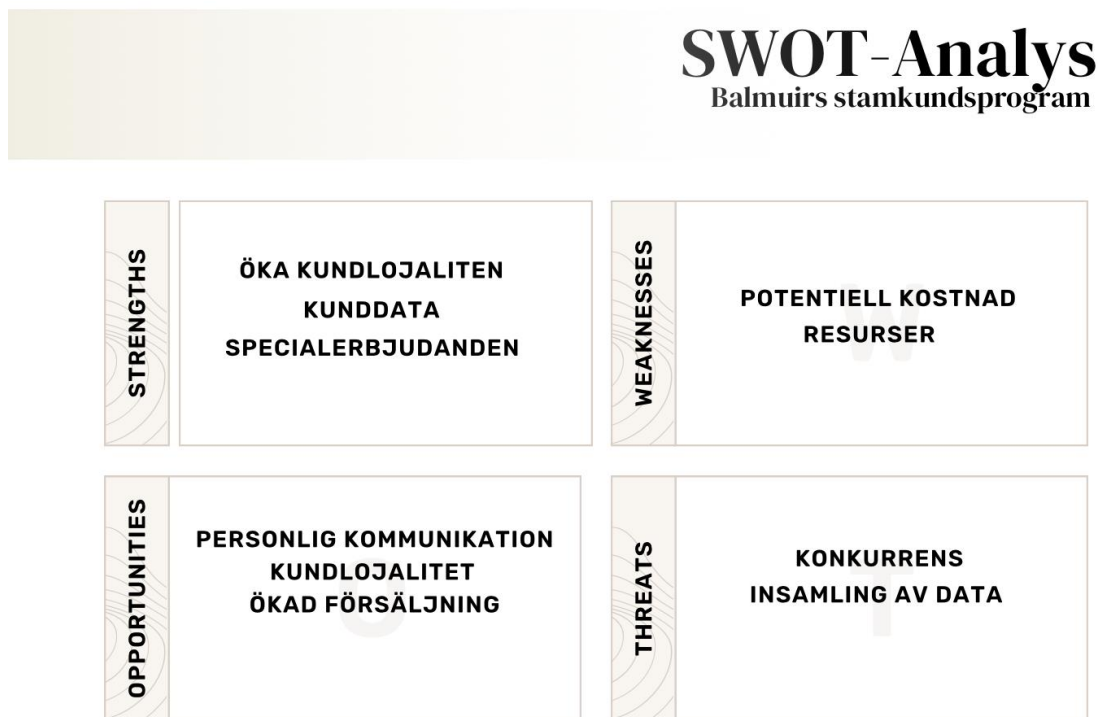 SWOT-Analys
Balmuirs stamkundsprogram
STRENGTHS
ÖKA KUNDLOJALITEN
KUNDDATA
SPECIALERBJUDANDEN
WEAKNESSES
W
POTENTIELL KOSTNAD
RESURSER
OPPORTUNITIES
PERSONLIG KOMMUNIKATION
KUNDLOJALITET
ÖKAD FÖRSÄLJNING
THREATS
T
KONKURRENS
INSAMLING AV DATA